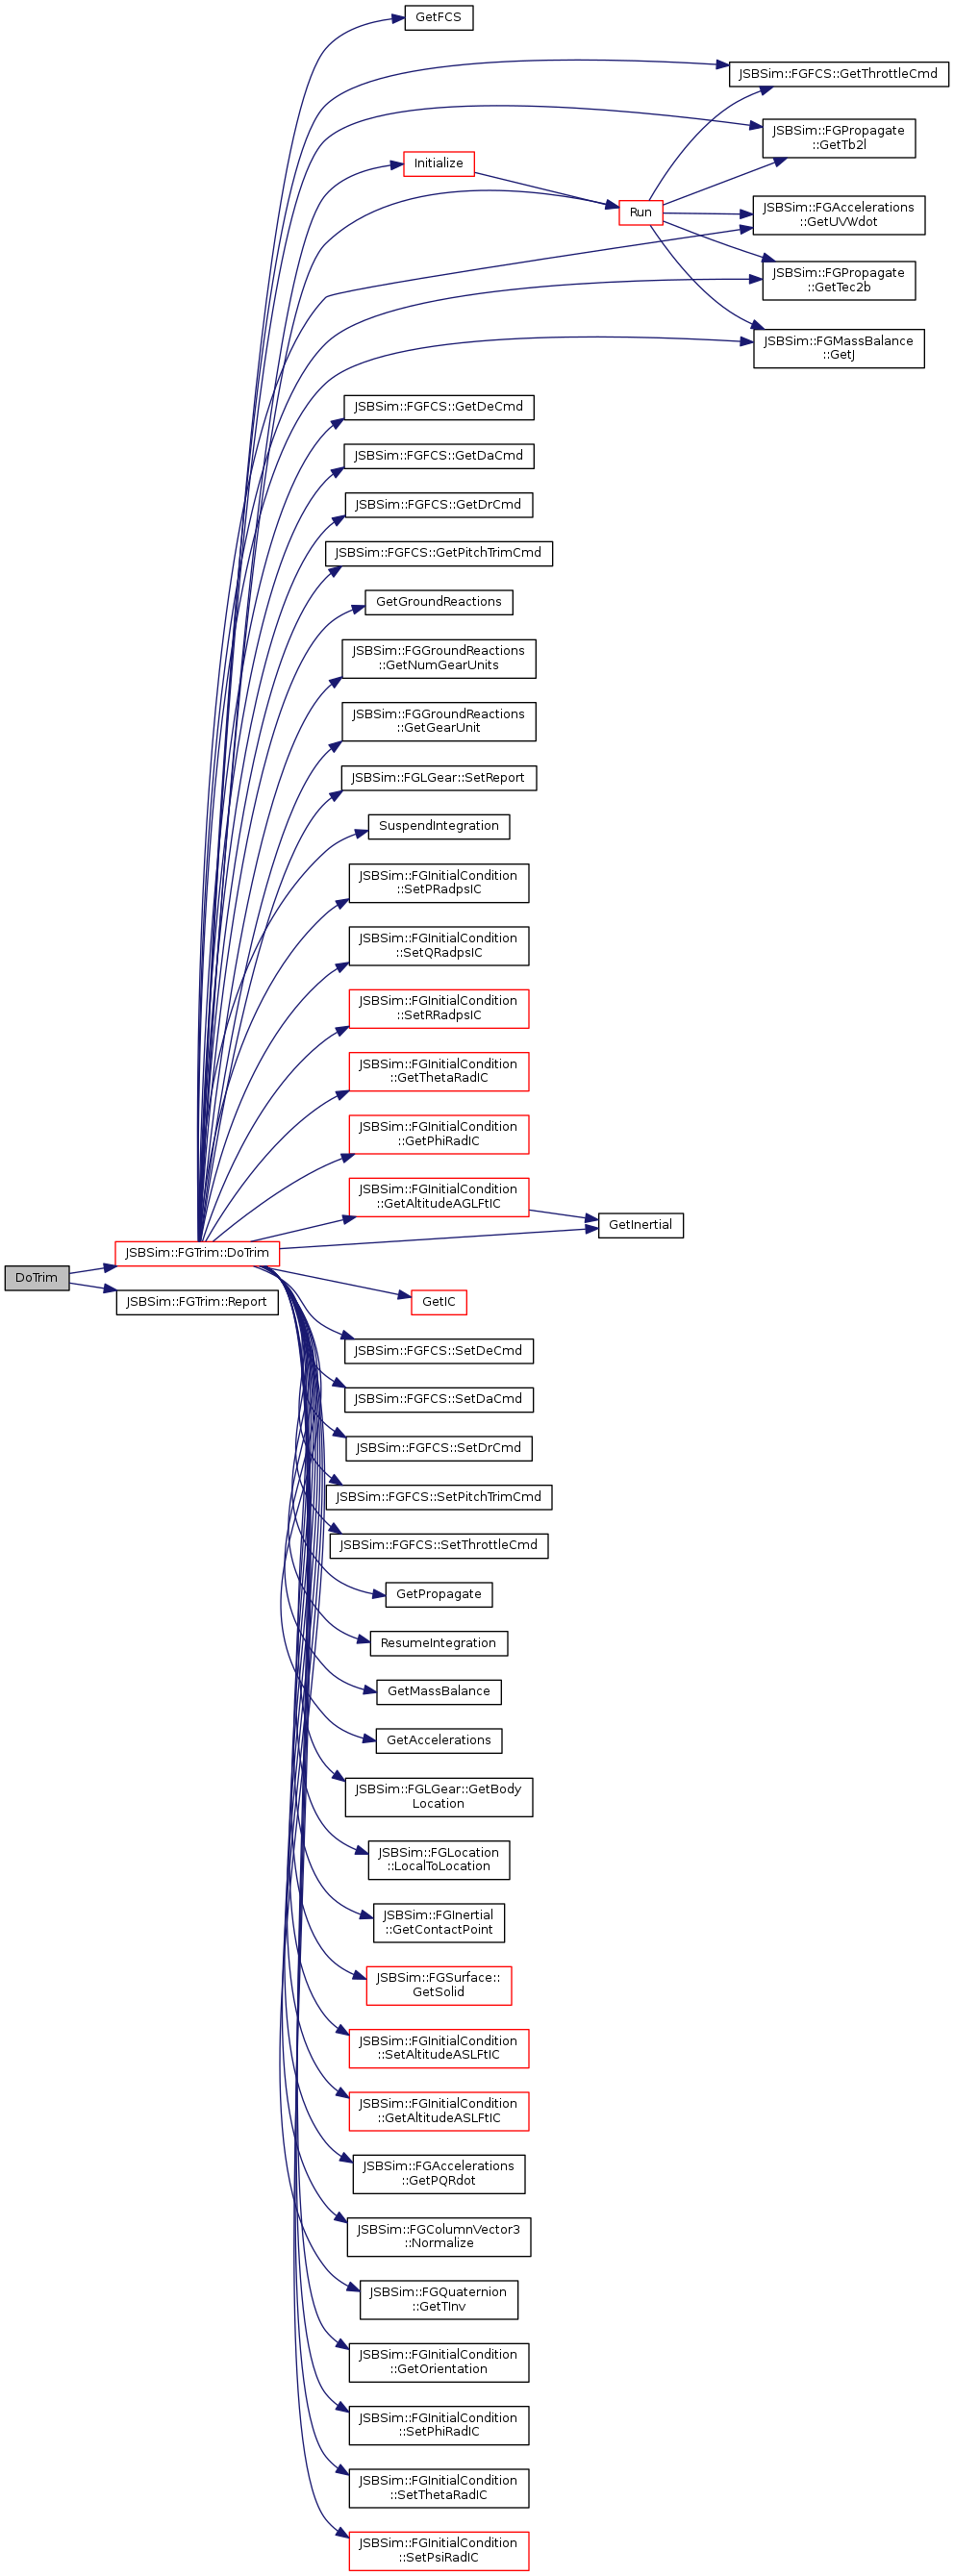 GetFCS
JSBSim::FGFCS::GetThrottleCmd
JSBSim::FGPropagate
::GetTb2l
Initialize
Run
JSBSim::FGAccelerations
::GetUVWdot
JSBSim::FGPropagate
::GetTec2b
JSBSim::FGMassBalance
::GetJ
JSBSim::FGFCS::GetDeCmd
JSBSim::FGFCS::GetDaCmd
JSBSim::FGFCS::GetDrCmd
JSBSim::FGFCS::GetPitchTrimCmd
GetGroundReactions
JSBSim::FGGroundReactions
::GetNumGearUnits
JSBSim::FGGroundReactions
::GetGearUnit
JSBSim::FGLGear::SetReport
SuspendIntegration
JSBSim::FGInitialCondition
::SetPRadpsIC
JSBSim::FGInitialCondition
::SetQRadpsIC
JSBSim::FGInitialCondition
::SetRRadpsIC
JSBSim::FGInitialCondition
::GetThetaRadIC
JSBSim::FGInitialCondition
::GetPhiRadIC
JSBSim::FGInitialCondition
::GetAltitudeAGLFtIC
GetInertial
JSBSim::FGTrim::DoTrim
DoTrim
JSBSim::FGTrim::Report
GetIC
JSBSim::FGFCS::SetDeCmd
JSBSim::FGFCS::SetDaCmd
JSBSim::FGFCS::SetDrCmd
JSBSim::FGFCS::SetPitchTrimCmd
JSBSim::FGFCS::SetThrottleCmd
GetPropagate
ResumeIntegration
GetMassBalance
GetAccelerations
JSBSim::FGLGear::GetBody
Location
JSBSim::FGLocation
::LocalToLocation
JSBSim::FGInertial
::GetContactPoint
JSBSim::FGSurface::
GetSolid
JSBSim::FGInitialCondition
::SetAltitudeASLFtIC
JSBSim::FGInitialCondition
::GetAltitudeASLFtIC
JSBSim::FGAccelerations
::GetPQRdot
JSBSim::FGColumnVector3
::Normalize
JSBSim::FGQuaternion
::GetTInv
JSBSim::FGInitialCondition
::GetOrientation
JSBSim::FGInitialCondition
::SetPhiRadIC
JSBSim::FGInitialCondition
::SetThetaRadIC
JSBSim::FGInitialCondition
::SetPsiRadIC